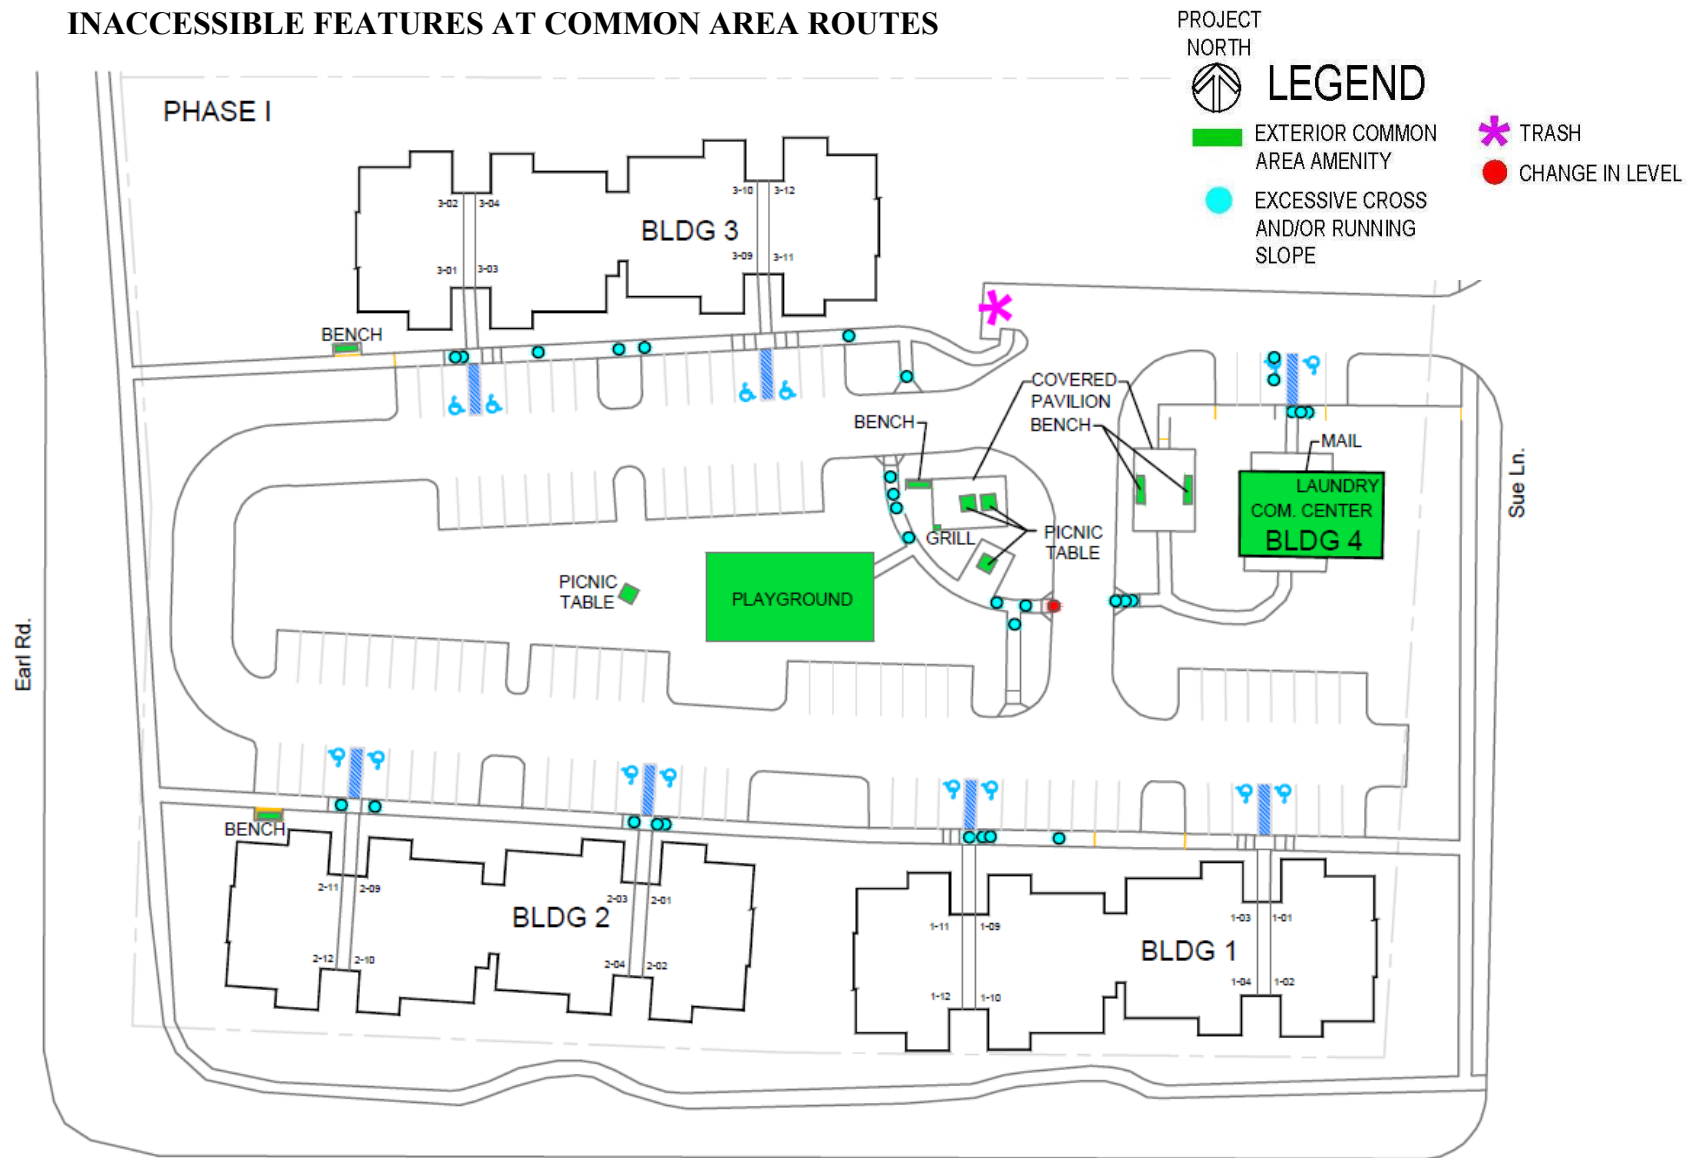 INACCESSIBLE FEATURES AT COMMON AREA ROUTES
PROJECT
NORTH
LEGEND
EXTERIOR COMMON
AREA AMENITY
EXCESSIVE CROSS
AND/OR RUNNING
SLOPE
TRASH
CHANGE IN LEVEL
PHASE I
3-02
3-04
3-10
3-12
BLDG 3
3-01
3-03
3-09
3-11
BENCH
COVERED
PAVILION
BENCH
BENCH
MAIL
LAUNDRY
COM. CENTER
BLDG 4
Sue Ln.
GRILL
PICNIC
TABLE
PICNIC
TABLE
PLAYGROUND
Earl Rd.
BENCH
2-11
2-09
2-03
2-01
BLDG 2
2-12
2-10
2-04
2-02
1-11
1-09
1-03
1-01
BLDG 1
1-12
1-10
1-04
1-02